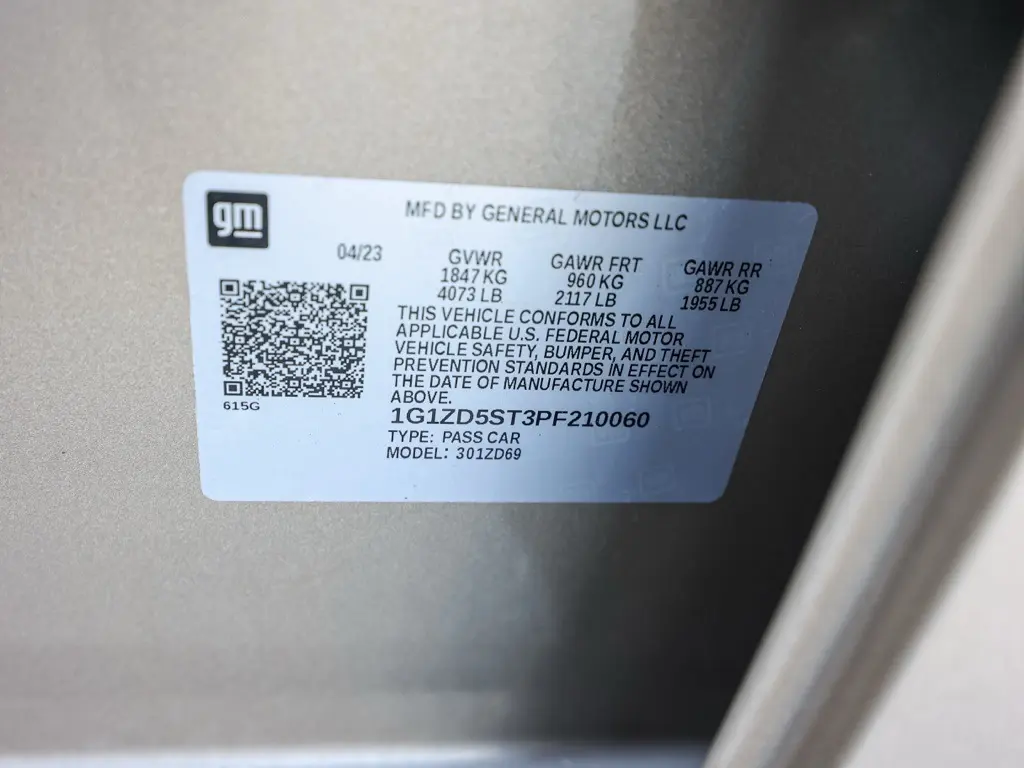 gm
MFD BY GENERAL MOTORS LLC
04/23
GVWR GAWR FRT GAWR RR
1847 KG 960 KG 887 KG
4073 LB 2117 LB 1955 LB
THIS VEHICLE CONFORMS TO ALL
APPLICABLE U.S. FEDERAL MOTOR
VEHICLE SAFETY, BUMPER, AND THEFT
PREVENTION STANDARDS IN EFFECT ON
THE DATE OF MANUFACTURE SHOWN
ABOVE.
615G
1G1ZD5ST3PF210060
TYPE: PASS CAR
MODEL: 301ZD69